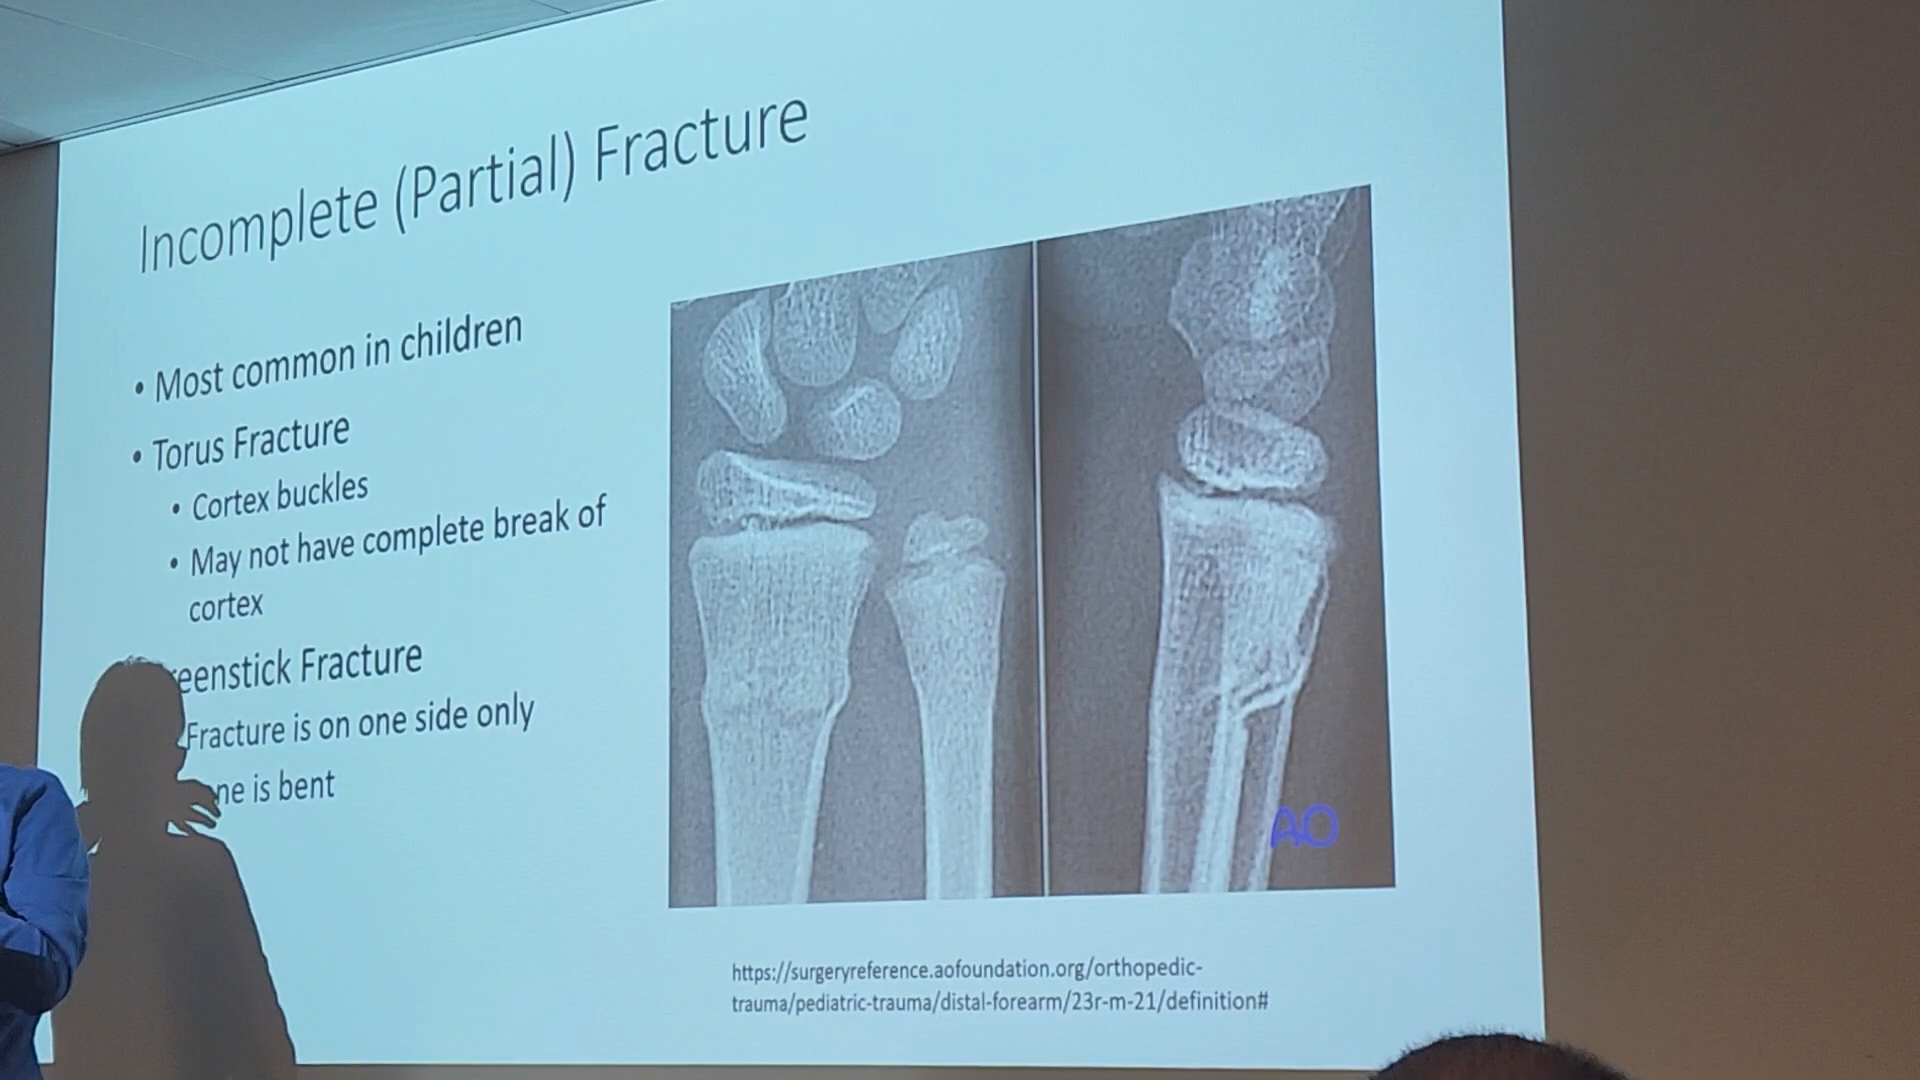 Incomplete (Partial) Fracture
• Most common in children
• Torus Fracture
• Cortex buckles
• May not have complete break of
cortex
eenstick Fracture
Fracture is on one side only
ne is bent
AO
https://surgeryreference.aofoundation.org/orthopedic-
trauma/pediatric-trauma/distal-forearm/23r-m-21/definition#